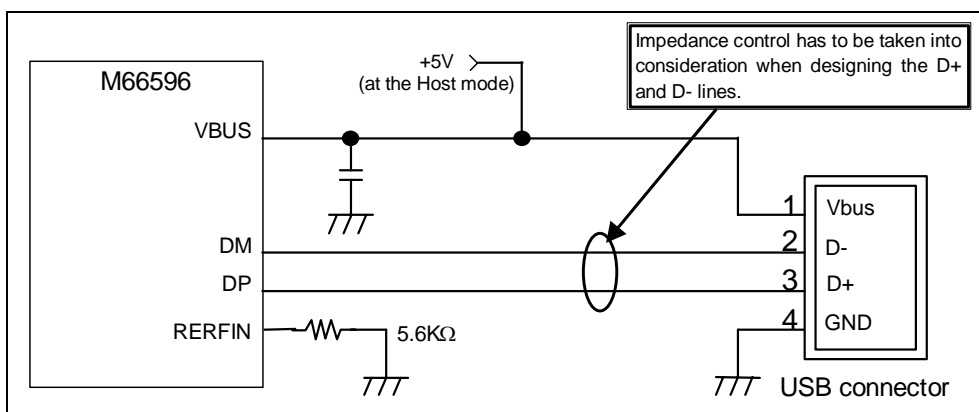 Impedance control has to be taken into
consideration when designing the D+
and D- lines.
+5V
(at the Host mode)
M66596
VBUS
DM
DP
RERFIN
5.6KΩ
1 Vbus
2 D-
3 D+
4 GND
USB connector